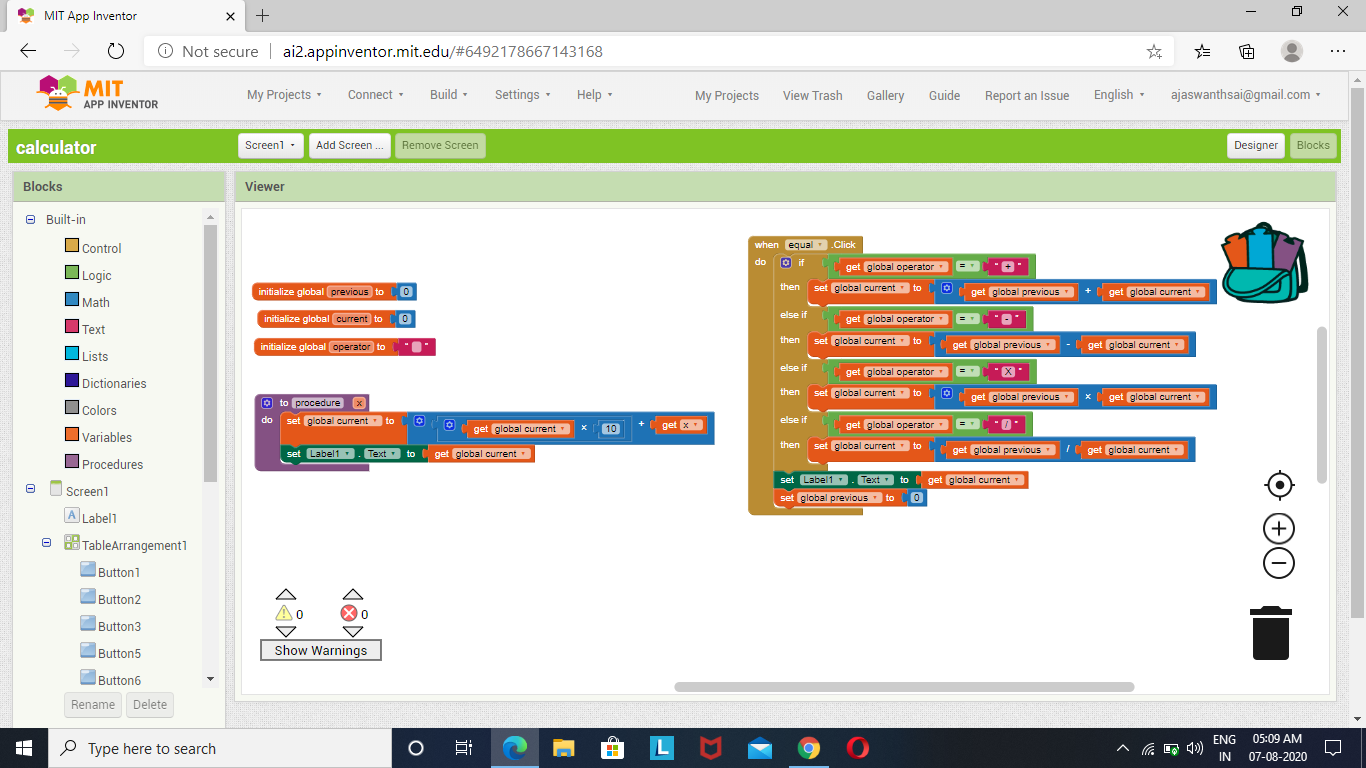 MIT App Inventor
Not secure | ai2.appinventor.mit.edu/#6492178667143168
MIT
APP INVENTOR
My Projects Connect Build Settings Help My Projects View Trash Gallery Guide Report an Issue English ajaswanthsai@gmail.com
calculator Screen1 Add Screen ... Remove Screen Designer Blocks
Blocks
Viewer
Built-in
Control
Logic
Math
Text
Lists
Dictionaries
Colors
Variables
Procedures
Screen1
Label1
TableArrangement1
Button1
Button2
Button3
Button5
Button6
Rename Delete
initialize global previous to 0
initialize global current to 0
initialize global operator to " "
to procedure x
do set global current to get global current × 10 + get x
set Label1 . Text to get global current
when equal .Click
do if get global operator = " + "
then set global current to get global previous + get global current
else if get global operator = " - "
then set global current to get global previous - get global current
else if get global operator = " X "
then set global current to get global previous × get global current
else if get global operator = " / "
then set global current to get global previous / get global current
set Label1 . Text to get global current
set global previous to 0
0 0
Show Warnings
Type here to search
L
ENG
IN
05:09 AM
07-08-2020